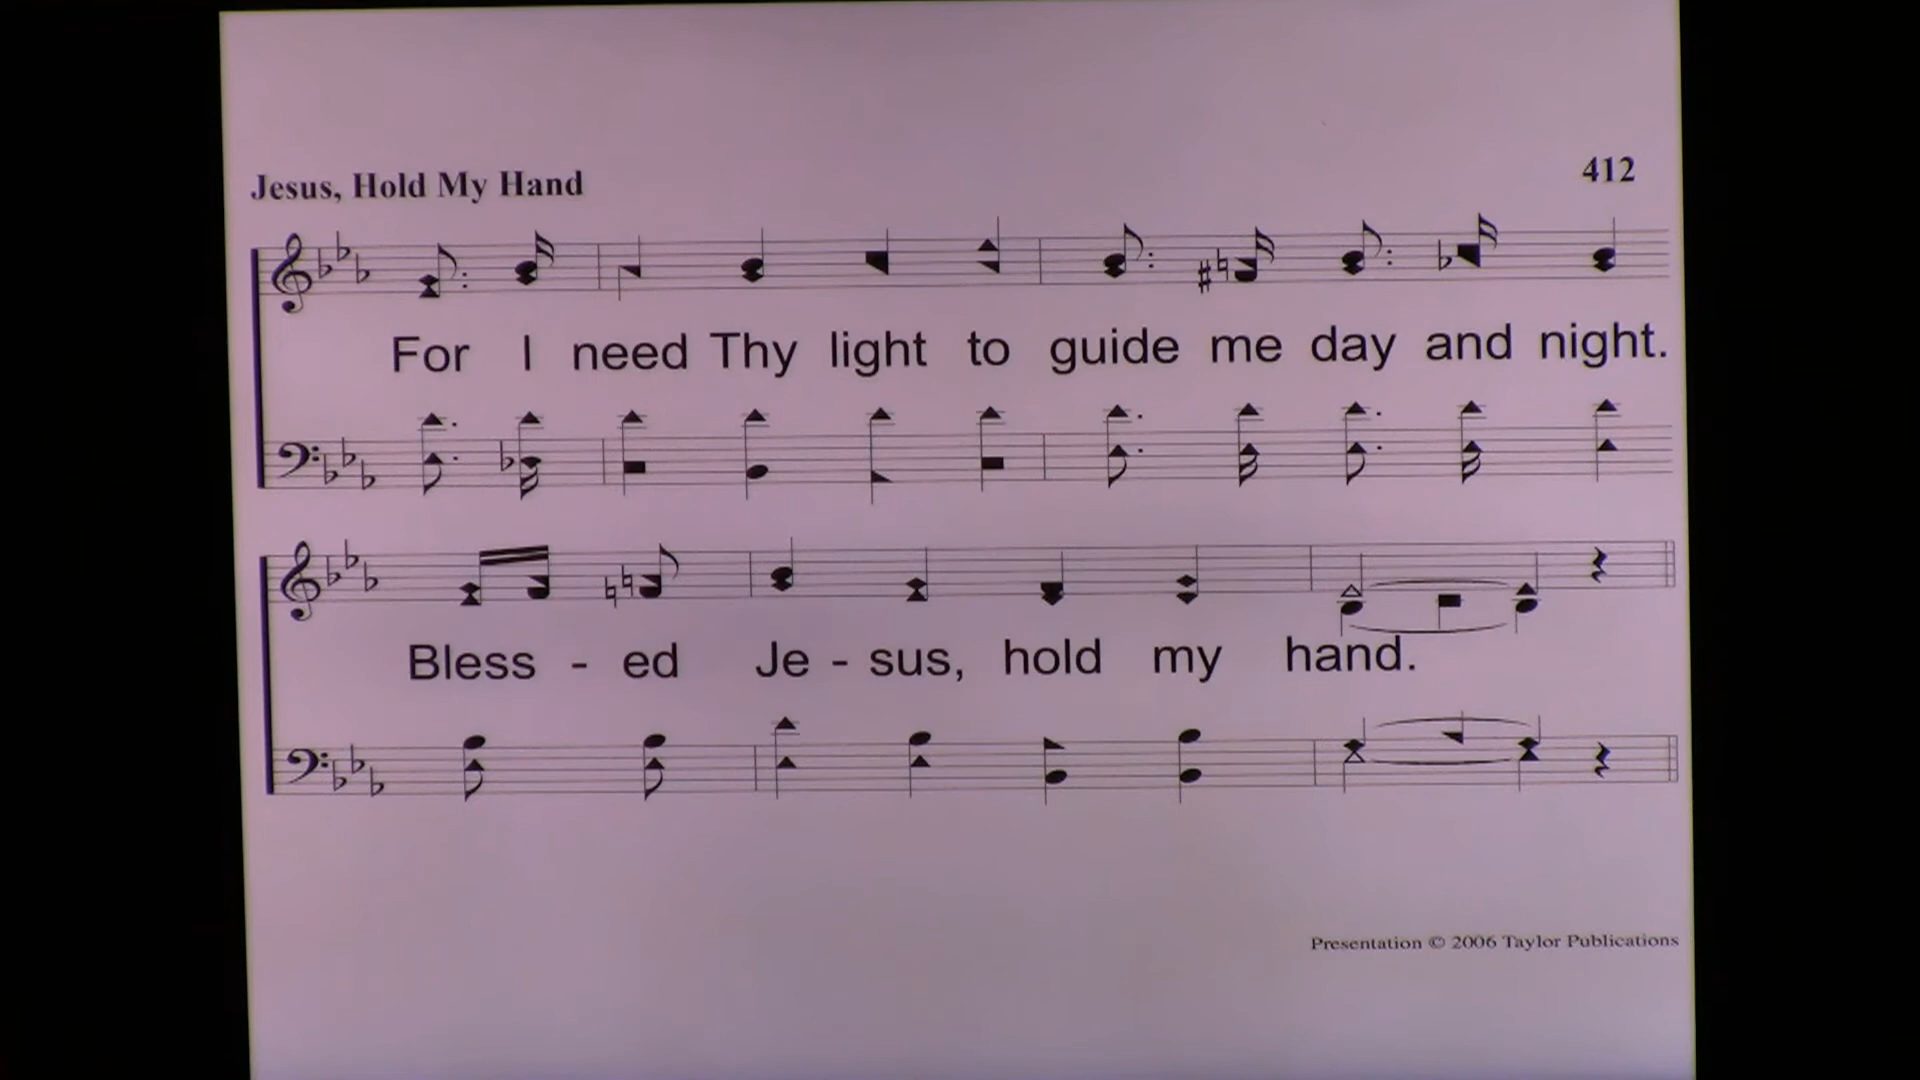 Jesus, Hold My Hand
412
For I need Thy light to guide me day and night.
Bless - ed Je - sus, hold my hand.
Presentation © 2006 Taylor Publications